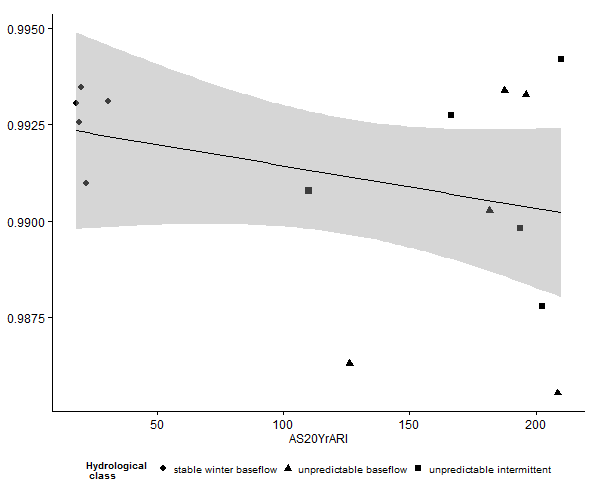 0.9950
0.9925
0.9900
0.9875
50 100 150 200
AS20YrARI
Hydrological
class
stable winter baseflow unpredictable baseflow unpredictable intermittent